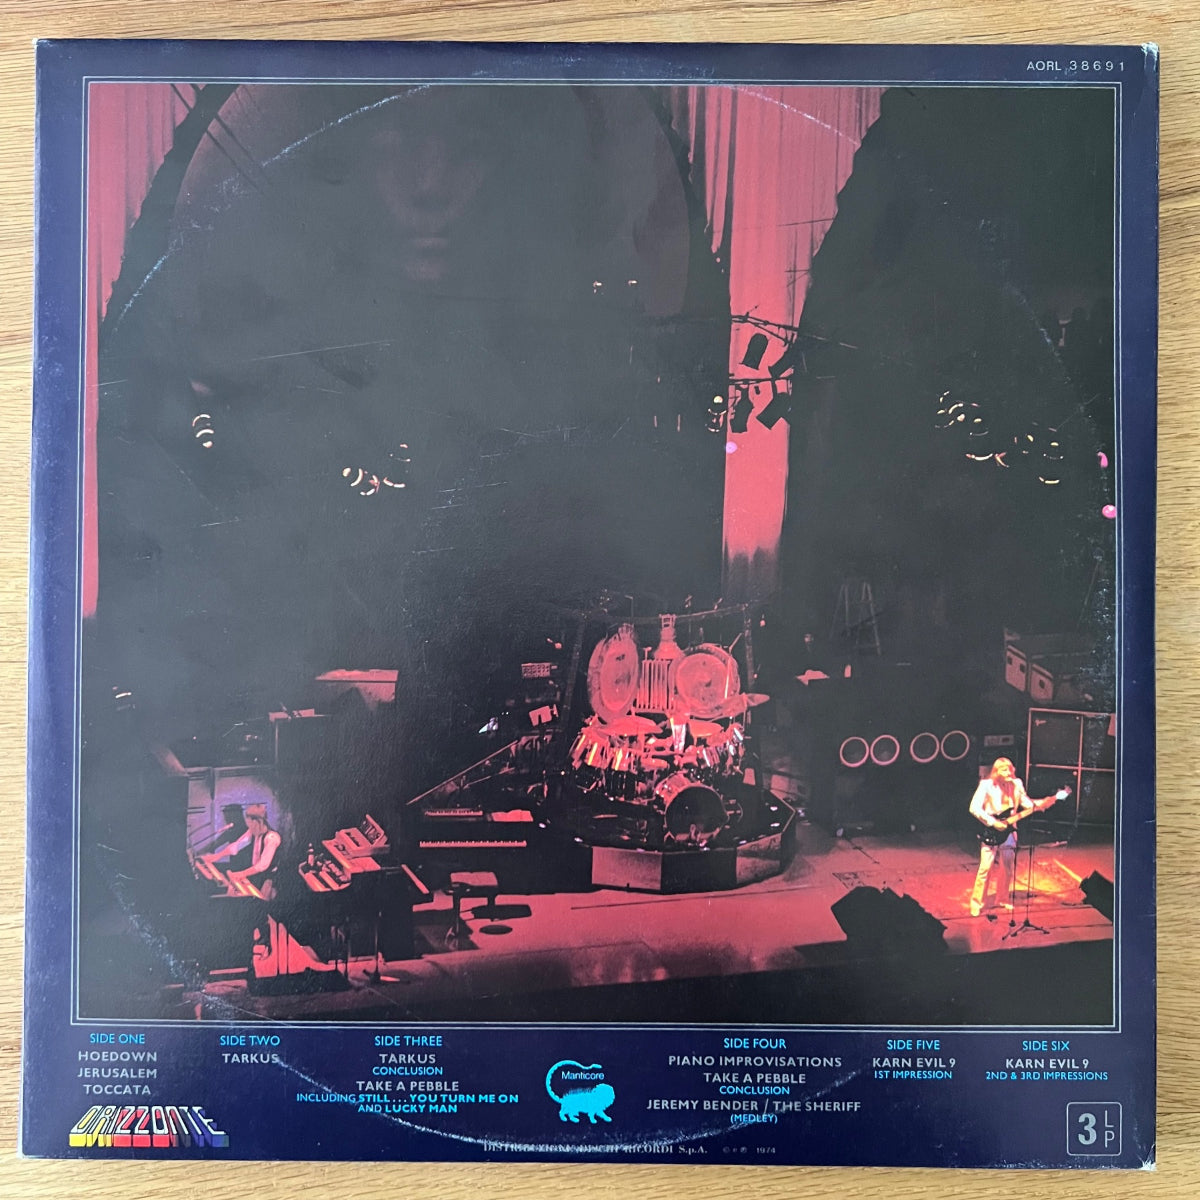 AORL 38691
SIDE ONE
HOEDOWN
JERUSALEM
TOCCATA
SIDE TWO
TARKUS
SIDE THREE
TARKUS
CONCLUSION
TAKE A PEBBLE
INCLUDING STILL...YOU TURN ME ON
AND LUCKY MAN
Manticore
SIDE FOUR
PIANO IMPROVISATIONS
TAKE A PEBBLE
CONCLUSION
JEREMY BENDER / THE SHERIFF
(MEDLEY)
SIDE FIVE
KARN EVIL 9
1ST IMPRESSION
SIDE SIX
KARN EVIL 9
2ND & 3RD IMPRESSIONS
ORIZZONTE
RICORDI S.p.A. © e ℗ 1974
3 LP